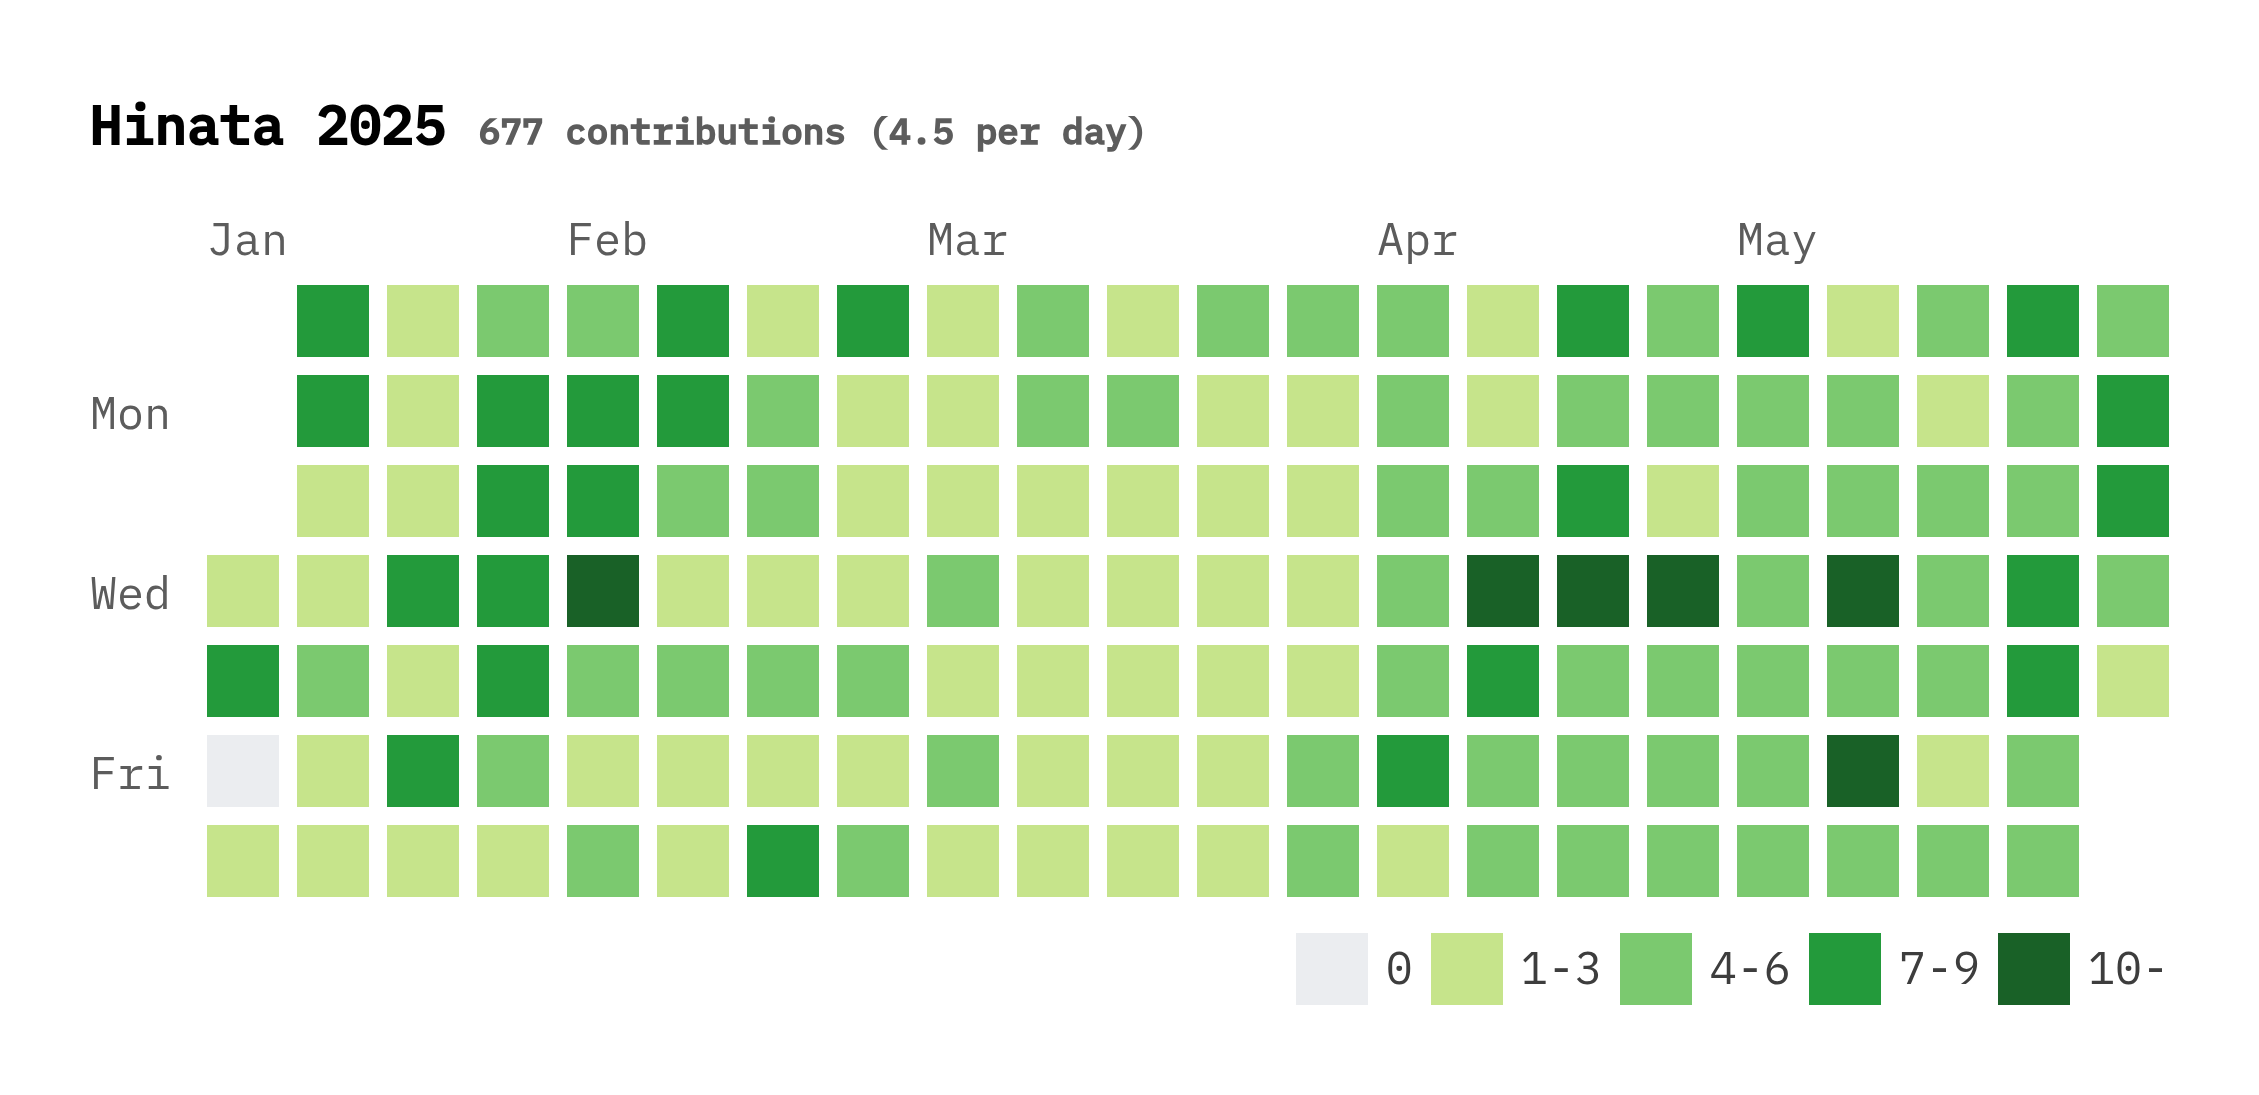 Hinata 2025 677 contributions (4.5 per day)
Jan Feb Mar Apr May
Mon
Wed
Fri
0 1-3 4-6 7-9 10-